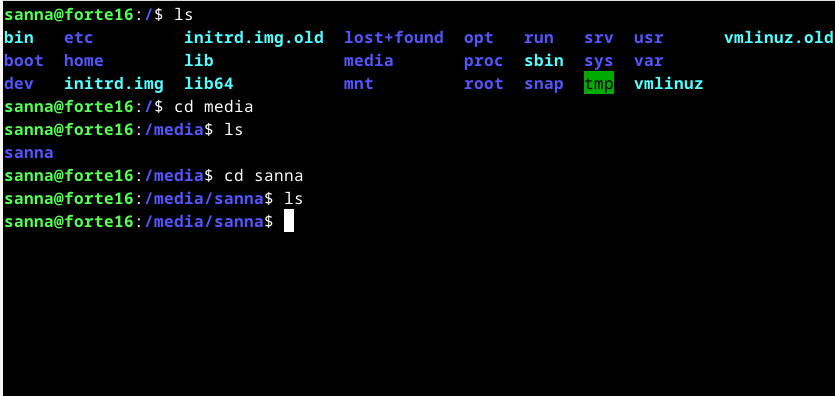 sanna@forte16:/$ ls
bin etc initrd.img.old lost+found opt run srv usr vmlinuz.old
boot home lib media proc sbin sys var
dev initrd.img lib64 mnt root snap tmp vmlinuz
sanna@forte16:/$ cd media
sanna@forte16:/media$ ls
sanna
sanna@forte16:/media$ cd sanna
sanna@forte16:/media/sanna$ ls
sanna@forte16:/media/sanna$